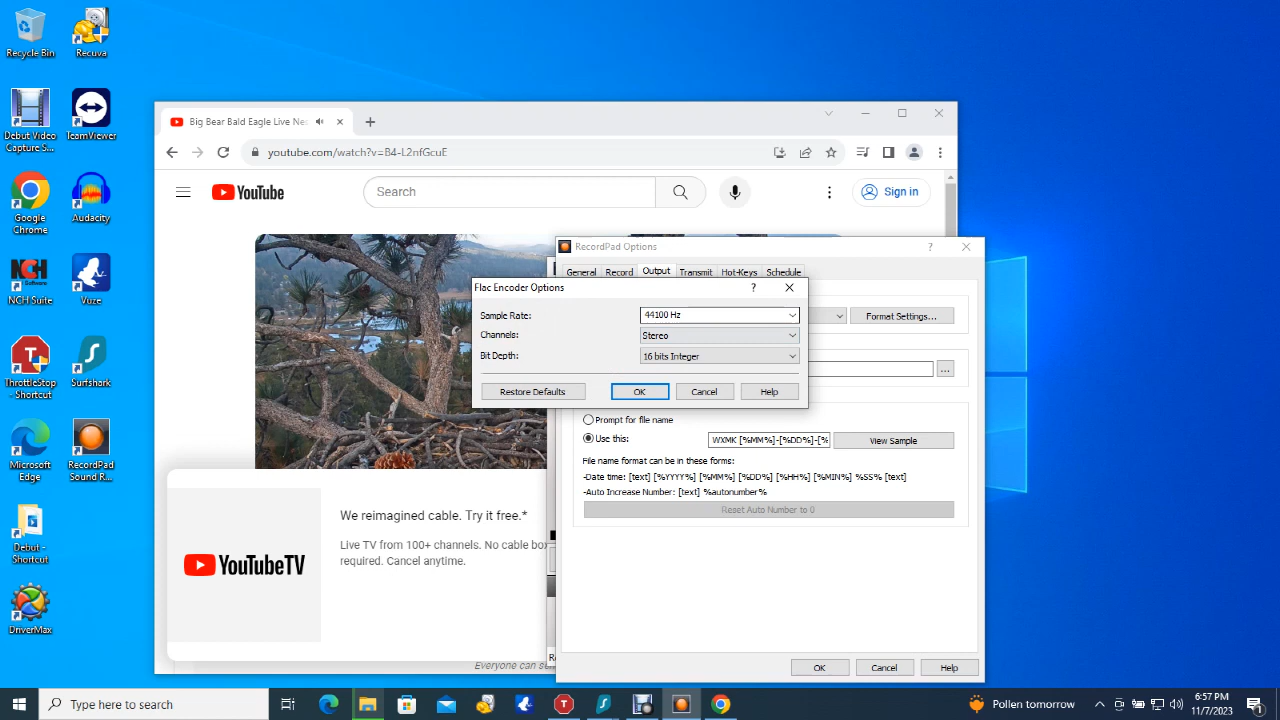 Recycle Bin
Recuva
Debut Video
Capture S...
TeamViewer
Google
Chrome
Audacity
NCH Suite
Vuze
ThrottleStop
- Shortcut
Surfshark
Microsoft
Edge
RecordPad
Sound R...
Debut -
Shortcut
DriverMax
Big Bear Bald Eagle Live Nes
youtube.com/watch?v=B4-L2nfGcuE
YouTube
Search
Sign in
RecordPad Options
?
General
Record
Output
Transmit
Hot-Keys
Schedule
Format Settings...
...
Flac Encoder Options
?
Sample Rate:
44100 Hz
Channels:
Stereo
Bit Depth:
16 bits Integer
Restore Defaults
OK
Cancel
Help
Prompt for file name
Use this:
WXMK [%MM%]-[%DD%]-[%
View Sample
File name format can be in these forms:
-Date time: [text] [%YYYY%] [%MM%] [%DD%] [%HH%] [%MIN%] %SS% [text]
-Auto Increase Number: [text] %autonumber%
Reset Auto Number to 0
OK
Cancel
Help
YouTubeTV
We reimagined cable. Try it free.*
Live TV from 100+ channels. No cable box
required. Cancel anytime.
Everyone can
Type here to search
Pollen tomorrow
6:57 PM
11/7/2023
1